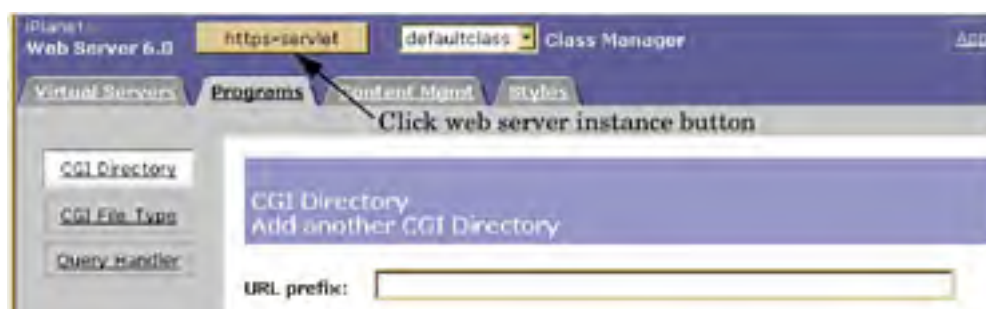 iPlanet
Web Server 6.0
https-servlet
defaultclass
Class Manager
App
Virtual Servers
Programs
Content Mgmt
Styles
Click web server instance button
CGI Directory
CGI File Type
Query Handler
CGI Directory
Add another CGI Directory
URL prefix: